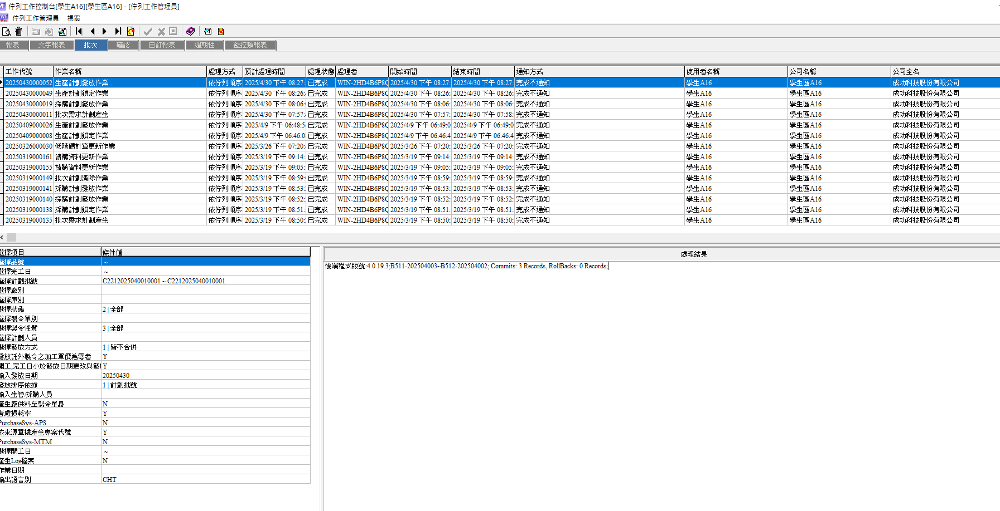 佇列工作控制台[學生A16][學生區A16] - [佇列工作管理員]
佇列工作管理員 視窗
報表 文字報表 批次 確認 自訂報表 週期性 監控類報表
工作代號 作業名稱 處理方式 預計處理時間 處理狀態 處理者 開始時間 結束時間 通知方式 使用者名稱 公司名稱 公司全名
20250430000052 生產計劃發放作業 依佇列順序 2025/4/30 下午 08:27: 已完成 WIN-2HD4B6P8Q 2025/4/30 下午 08:27: 2025/4/30 下午 08:27: 完成不通知 學生A16 學生區A16 成功科技股份有限公司
20250430000049 生產計劃鎖定作業 依佇列順序 2025/4/30 下午 08:26: 已完成 WIN-2HD4B6P8Q 2025/4/30 下午 08:26: 2025/4/30 下午 08:26: 完成不通知 學生A16 學生區A16 成功科技股份有限公司
20250430000019 採購計劃發放作業 依佇列順序 2025/4/30 下午 08:06: 已完成 WIN-2HD4B6P8Q 2025/4/30 下午 08:06: 2025/4/30 下午 08:06: 完成不通知 學生A16 學生區A16 成功科技股份有限公司
20250430000011 批次需求計劃產生 依佇列順序 2025/4/30 下午 07:57: 已完成 WIN-2HD4B6P8Q 2025/4/30 下午 07:57: 2025/4/30 下午 07:58: 完成不通知 學生A16 學生區A16 成功科技股份有限公司
20250409000026 生產計劃發放作業 依佇列順序 2025/4/9 下午 06:48:5 已完成 WIN-2HD4B6P8Q 2025/4/9 下午 06:49:0 2025/4/9 下午 06:49:0 完成不通知 學生A16 學生區A16 成功科技股份有限公司
20250409000008 生產計劃鎖定作業 依佇列順序 2025/4/9 下午 06:46:0 已完成 WIN-2HD4B6P8Q 2025/4/9 下午 06:46:4 2025/4/9 下午 06:46:4 完成不通知 學生A16 學生區A16 成功科技股份有限公司
20250326000030 低階碼計算更新作業 依佇列順序 2025/3/26 下午 07:20: 已完成 WIN-2HD4B6P8Q 2025/3/26 下午 07:20: 2025/3/26 下午 07:20: 完成不通知 學生A16 學生區A16 成功科技股份有限公司
20250319000161 請購資料更新作業 依佇列順序 2025/3/19 下午 09:14: 已完成 WIN-2HD4B6P8Q 2025/3/19 下午 09:14: 2025/3/19 下午 09:14: 完成不通知 學生A16 學生區A16 成功科技股份有限公司
20250319000155 請購資料更新作業 依佇列順序 2025/3/19 下午 09:05: 已完成 WIN-2HD4B6P8Q 2025/3/19 下午 09:05: 2025/3/19 下午 09:05: 完成不通知 學生A16 學生區A16 成功科技股份有限公司
20250319000149 批次計劃清除作業 依佇列順序 2025/3/19 下午 08:59: 已完成 WIN-2HD4B6P8Q 2025/3/19 下午 08:59: 2025/3/19 下午 08:59: 完成不通知 學生A16 學生區A16 成功科技股份有限公司
20250319000141 採購計劃發放作業 依佇列順序 2025/3/19 下午 08:53: 已完成 WIN-2HD4B6P8Q 2025/3/19 下午 08:53: 2025/3/19 下午 08:53: 完成不通知 學生A16 學生區A16 成功科技股份有限公司
20250319000140 採購計劃發放作業 依佇列順序 2025/3/19 下午 08:52: 已完成 WIN-2HD4B6P8Q 2025/3/19 下午 08:52: 2025/3/19 下午 08:52: 完成不通知 學生A16 學生區A16 成功科技股份有限公司
20250319000138 採購計劃鎖定作業 依佇列順序 2025/3/19 下午 08:51: 已完成 WIN-2HD4B6P8Q 2025/3/19 下午 08:51: 2025/3/19 下午 08:51: 完成不通知 學生A16 學生區A16 成功科技股份有限公司
20250319000135 批次需求計劃產生 依佇列順序 2025/3/19 下午 08:50: 已完成 WIN-2HD4B6P8Q 2025/3/19 下午 08:50: 2025/3/19 下午 08:50: 完成不通知 學生A16 學生區A16 成功科技股份有限公司
選擇項目 條件值
選擇品號 ~
選擇完工日 ~
選擇計劃批號 C2212025040010001 ~ C2212025040010001
選擇廠別
選擇庫別
選擇狀態 2 | 全部
選擇製令單別
選擇製令性質 3 | 全部
選擇計劃人員
選擇發放方式 1 | 皆不合併
發放託外製令之加工單價為零者 Y
開工,完工日小於發放日期更改與發 Y
輸入發放日期 20250430
發放排序依據 1 | 計劃批號
輸入生管/採購人員
產生廠供料至製令單身 N
考慮損耗率 Y
PurchaseSys-APS N
依來源單據產生專案代號 Y
PurchaseSys-MTM N
選擇開工日 ~
產生Log檔案 N
作業日期
輸出語言別 CHT
處理結果
後端程式版號:4.0.19.3;B511-202504003~B512-202504002; Commits: 3 Records, RollBacks: 0 Records;